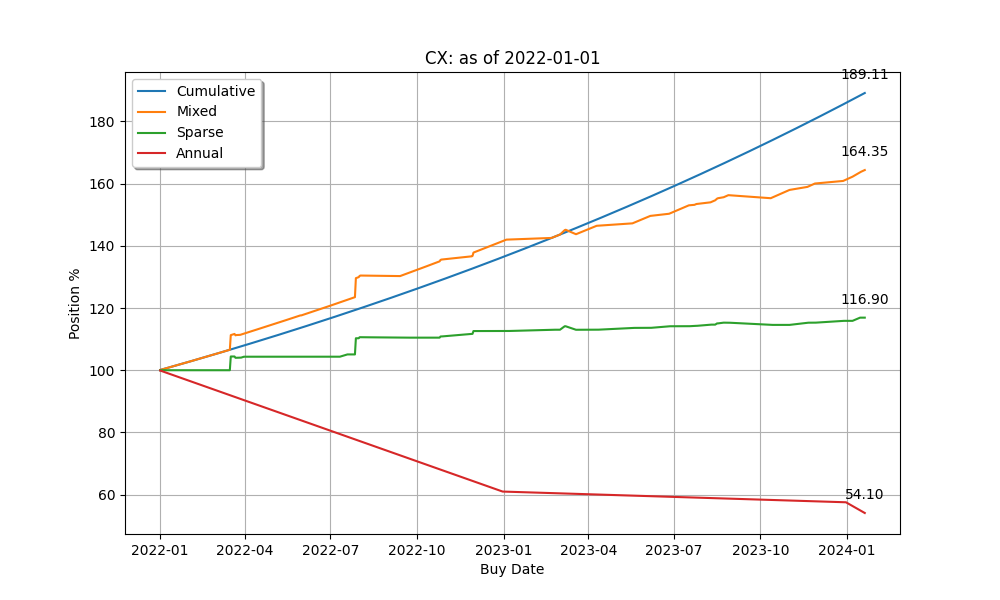 CX: as of 2022-01-01
Cumulative
Mixed
Sparse
Annual
189.11
164.35
116.90
54.10
180
160
140
120
100
80
60
Position %
2022-01 2022-04 2022-07 2022-10 2023-01 2023-04 2023-07 2023-10 2024-01
Buy Date